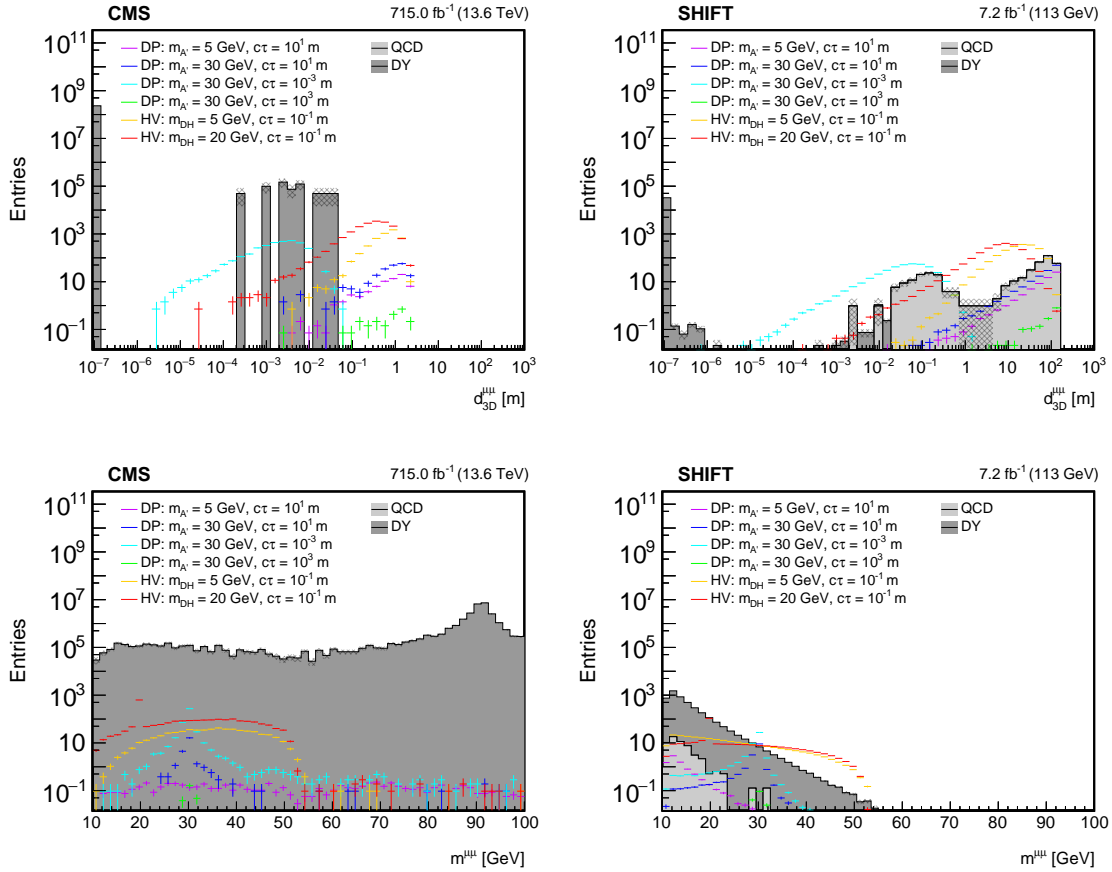 CMS 715.0 fb⁻¹ (13.6 TeV)
DP: m_A' = 5 GeV, cτ = 10¹ m
DP: m_A' = 30 GeV, cτ = 10¹ m
DP: m_A' = 30 GeV, cτ = 10⁻³ m
DP: m_A' = 30 GeV, cτ = 10³ m
HV: m_DH = 5 GeV, cτ = 10⁻¹ m
HV: m_DH = 20 GeV, cτ = 10⁻¹ m
QCD
DY
Entries
10¹¹
10⁹
10⁷
10⁵
10³
10
10⁻¹
10⁻⁷ 10⁻⁶ 10⁻⁵ 10⁻⁴ 10⁻³ 10⁻² 10⁻¹ 1 10 10² 10³
d_3D^μμ [m]
SHIFT 7.2 fb⁻¹ (113 GeV)
DP: m_A' = 5 GeV, cτ = 10¹ m
DP: m_A' = 30 GeV, cτ = 10¹ m
DP: m_A' = 30 GeV, cτ = 10⁻³ m
DP: m_A' = 30 GeV, cτ = 10³ m
HV: m_DH = 5 GeV, cτ = 10⁻¹ m
HV: m_DH = 20 GeV, cτ = 10⁻¹ m
QCD
DY
Entries
10¹¹
10⁹
10⁷
10⁵
10³
10
10⁻¹
10⁻⁷ 10⁻⁶ 10⁻⁵ 10⁻⁴ 10⁻³ 10⁻² 10⁻¹ 1 10 10² 10³
d_3D^μμ [m]
CMS 715.0 fb⁻¹ (13.6 TeV)
DP: m_A' = 5 GeV, cτ = 10¹ m
DP: m_A' = 30 GeV, cτ = 10¹ m
DP: m_A' = 30 GeV, cτ = 10⁻³ m
DP: m_A' = 30 GeV, cτ = 10³ m
HV: m_DH = 5 GeV, cτ = 10⁻¹ m
HV: m_DH = 20 GeV, cτ = 10⁻¹ m
QCD
DY
Entries
10¹¹
10⁹
10⁷
10⁵
10³
10
10⁻¹
10 20 30 40 50 60 70 80 90 100
m^μμ [GeV]
SHIFT 7.2 fb⁻¹ (113 GeV)
DP: m_A' = 5 GeV, cτ = 10¹ m
DP: m_A' = 30 GeV, cτ = 10¹ m
DP: m_A' = 30 GeV, cτ = 10⁻³ m
DP: m_A' = 30 GeV, cτ = 10³ m
HV: m_DH = 5 GeV, cτ = 10⁻¹ m
HV: m_DH = 20 GeV, cτ = 10⁻¹ m
QCD
DY
Entries
10¹¹
10⁹
10⁷
10⁵
10³
10
10⁻¹
10 20 30 40 50 60 70 80 90 100
m^μμ [GeV]